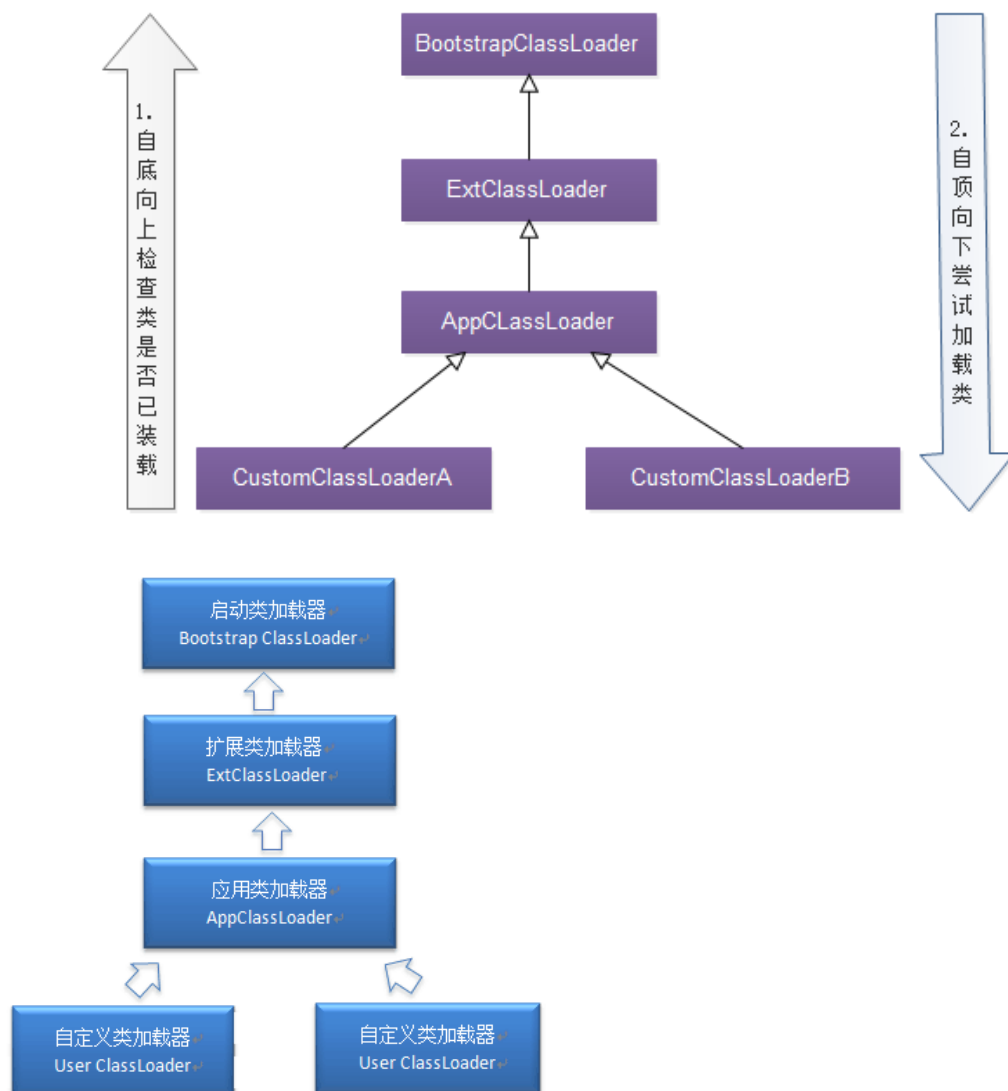 BootstrapClassLoader
1.自底向上检查类是否已装载
2.自顶向下尝试加载类
ExtClassLoader
AppCLassLoader
CustomClassLoaderA
CustomClassLoaderB
启动类加载器
Bootstrap ClassLoader
扩展类加载器
ExtClassLoader
应用类加载器
AppClassLoader
自定义类加载器
User ClassLoader
自定义类加载器
User ClassLoader